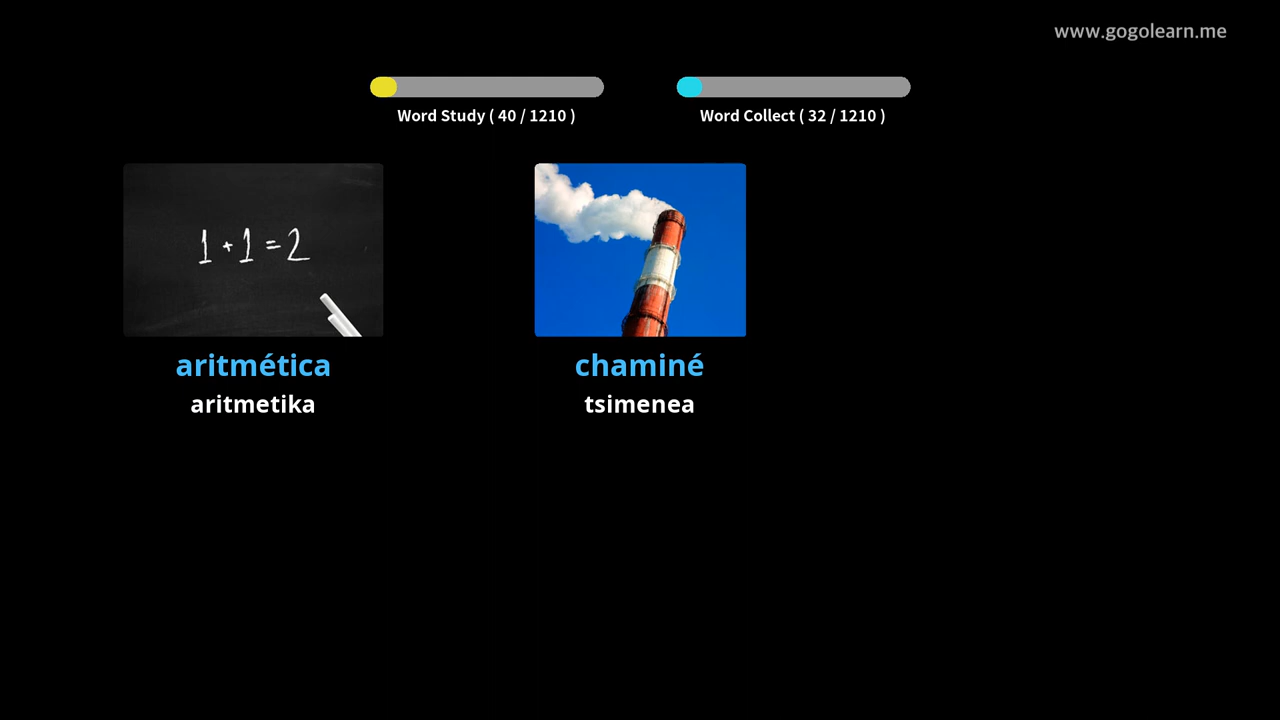 www.gogolearn.me
Word Study ( 40 / 1210 )
Word Collect ( 32 / 1210 )
1 + 1 = 2
aritmética
aritmetika
chaminé
tsimenea